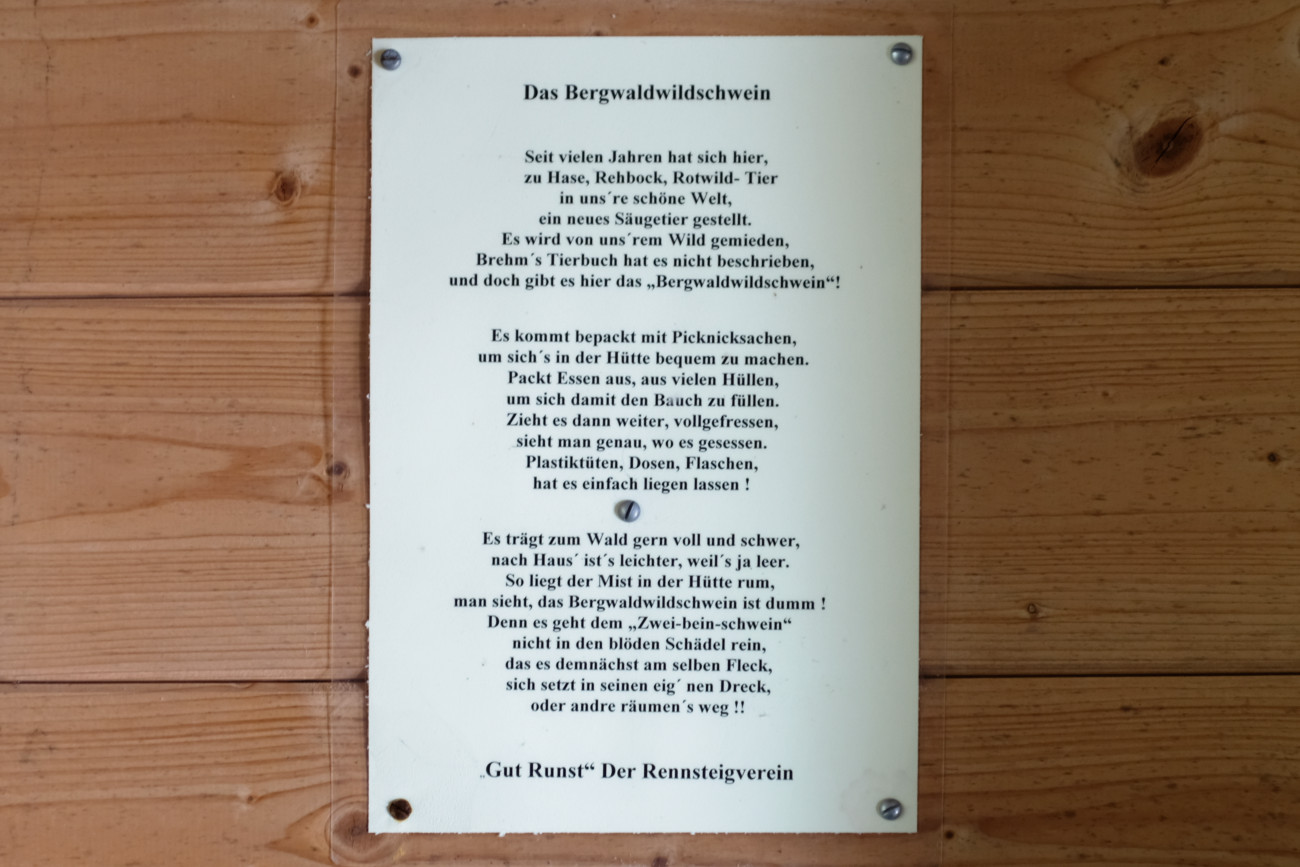 Das Bergwaldwildschwein
Seit vielen Jahren hat sich hier,
zu Hase, Rehbock, Rotwild- Tier
in uns´re schöne Welt,
ein neues Säugetier gestellt.
Es wird von uns´rem Wild gemieden,
Brehm´s Tierbuch hat es nicht beschrieben,
und doch gibt es hier das „Bergwaldwildschwein“!
Es kommt bepackt mit Picknicksachen,
um sich´s in der Hütte bequem zu machen.
Packt Essen aus, aus vielen Hüllen,
um sich damit den Bauch zu füllen.
Zieht es dann weiter, vollgefressen,
sieht man genau, wo es gesessen.
Plastiktüten, Dosen, Flaschen,
hat es einfach liegen lassen !
Es trägt zum Wald gern voll und schwer,
nach Haus´ ist´s leichter, weil´s ja leer.
So liegt der Mist in der Hütte rum,
man sieht, das Bergwaldwildschwein ist dumm !
Denn es geht dem „Zwei-bein-schwein“
nicht in den blöden Schädel rein,
das es demnächst am selben Fleck,
sich setzt in seinen eig´ nen Dreck,
oder andre räumen´s weg !!
„Gut Runst“ Der Rennsteigverein